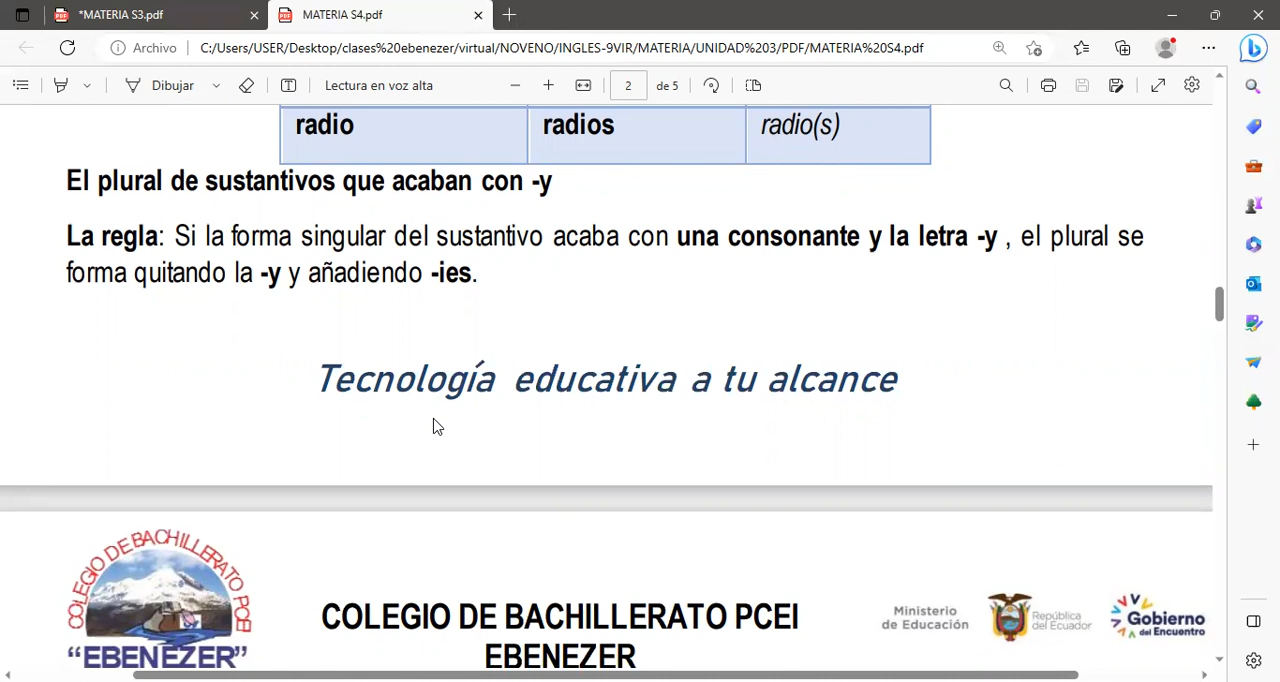 *MATERIA S3.pdf
MATERIA S4.pdf
Archivo
C:/Users/USER/Desktop/clases%20ebenezer/virtual/NOVENO/INGLES-9VIR/MATERIA/UNIDAD%203/PDF/MATERIA%20S4.pdf
Dibujar
Lectura en voz alta
2
de 5
radio radios radio(s)
El plural de sustantivos que acaban con -y
La regla: Si la forma singular del sustantivo acaba con una consonante y la letra -y , el plural se
forma quitando la -y y añadiendo -ies.
Tecnología educativa a tu alcance
COLEGIO DE BACHILLERATO PCEI
"EBENEZER"
COLEGIO DE BACHILLERATO PCEI
EBENEZER
Ministerio
de Educación
República
del Ecuador
Gobierno
del Encuentro